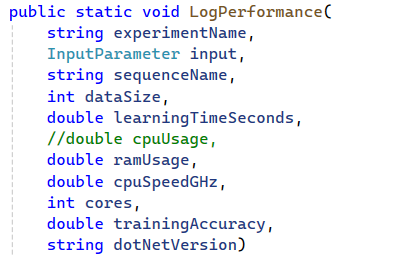 public static void LogPerformance(
    string experimentName,
    InputParameter input,
    string sequenceName,
    int dataSize,
    double learningTimeSeconds,
    //double cpuUsage,
    double ramUsage,
    double cpuSpeedGHz,
    int cores,
    double trainingAccuracy,
    string dotNetVersion)